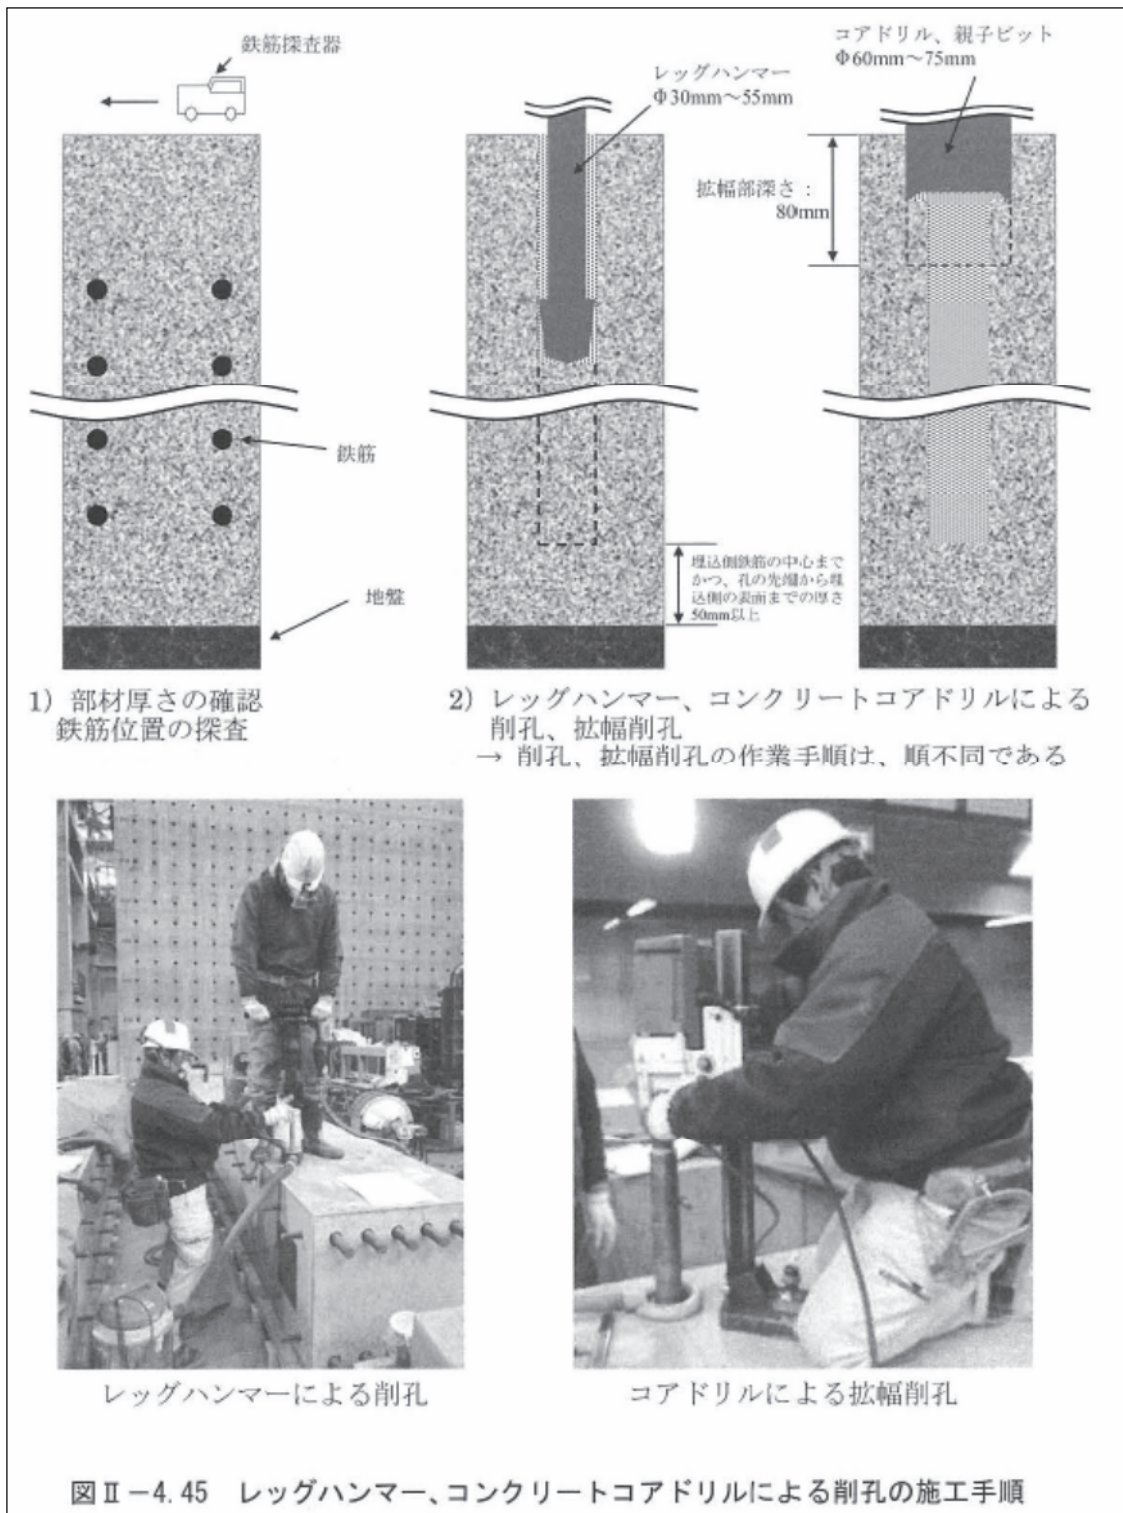 鉄筋探査器
レッグハンマー
Φ30mm～55mm
コアドリル、親子ビット
Φ60mm～75mm
拡幅部深さ：
80mm
鉄筋
地盤
埋込側鉄筋の中心まで
かつ、孔の先端から埋
込側の表面までの厚さ
50mm以上
1) 部材厚さの確認
鉄筋位置の探査
2) レッグハンマー、コンクリートコアドリルによる
削孔、拡幅削孔
→ 削孔、拡幅削孔の作業手順は、順不同である
レッグハンマーによる削孔
コアドリルによる拡幅削孔
図Ⅱ－4.45　レッグハンマー、コンクリートコアドリルによる削孔の施工手順